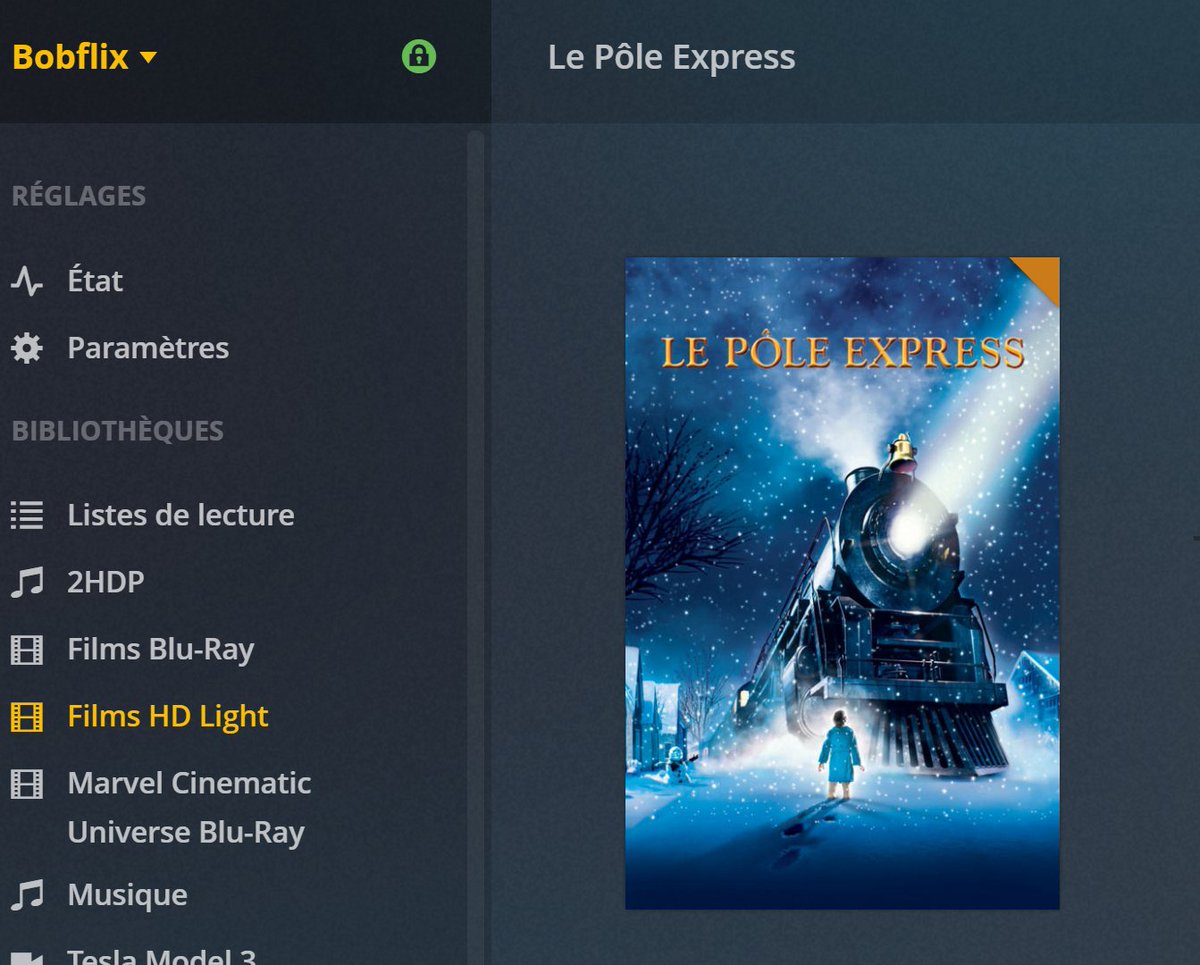 Bobflix
Le Pôle Express
RÉGLAGES
État
Paramètres
BIBLIOTHÈQUES
Listes de lecture
2HDP
Films Blu-Ray
Films HD Light
Marvel Cinematic
Universe Blu-Ray
Musique
Tesla Model 3
LE PÔLE EXPRESS